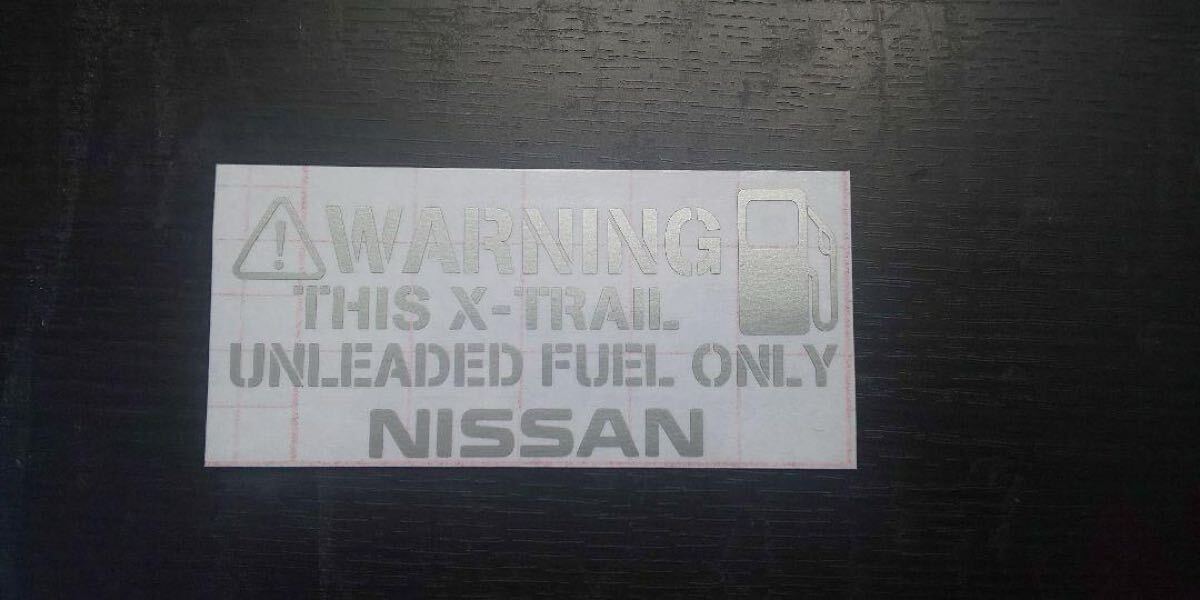 WARNING
THIS X-TRAIL
UNLEADED FUEL ONLY
NISSAN